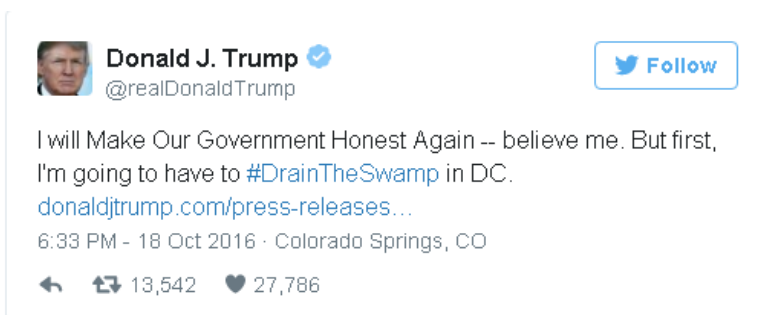 Donald J. Trump
Follow
@realDonaldTrump
I will Make Our Government Honest Again -- believe me. But first,
I'm going to have to #DrainTheSwamp in DC.
donaldjtrump.com/press-releases…
6:33 PM - 18 Oct 2016 · Colorado Springs, CO
13,542 27,786